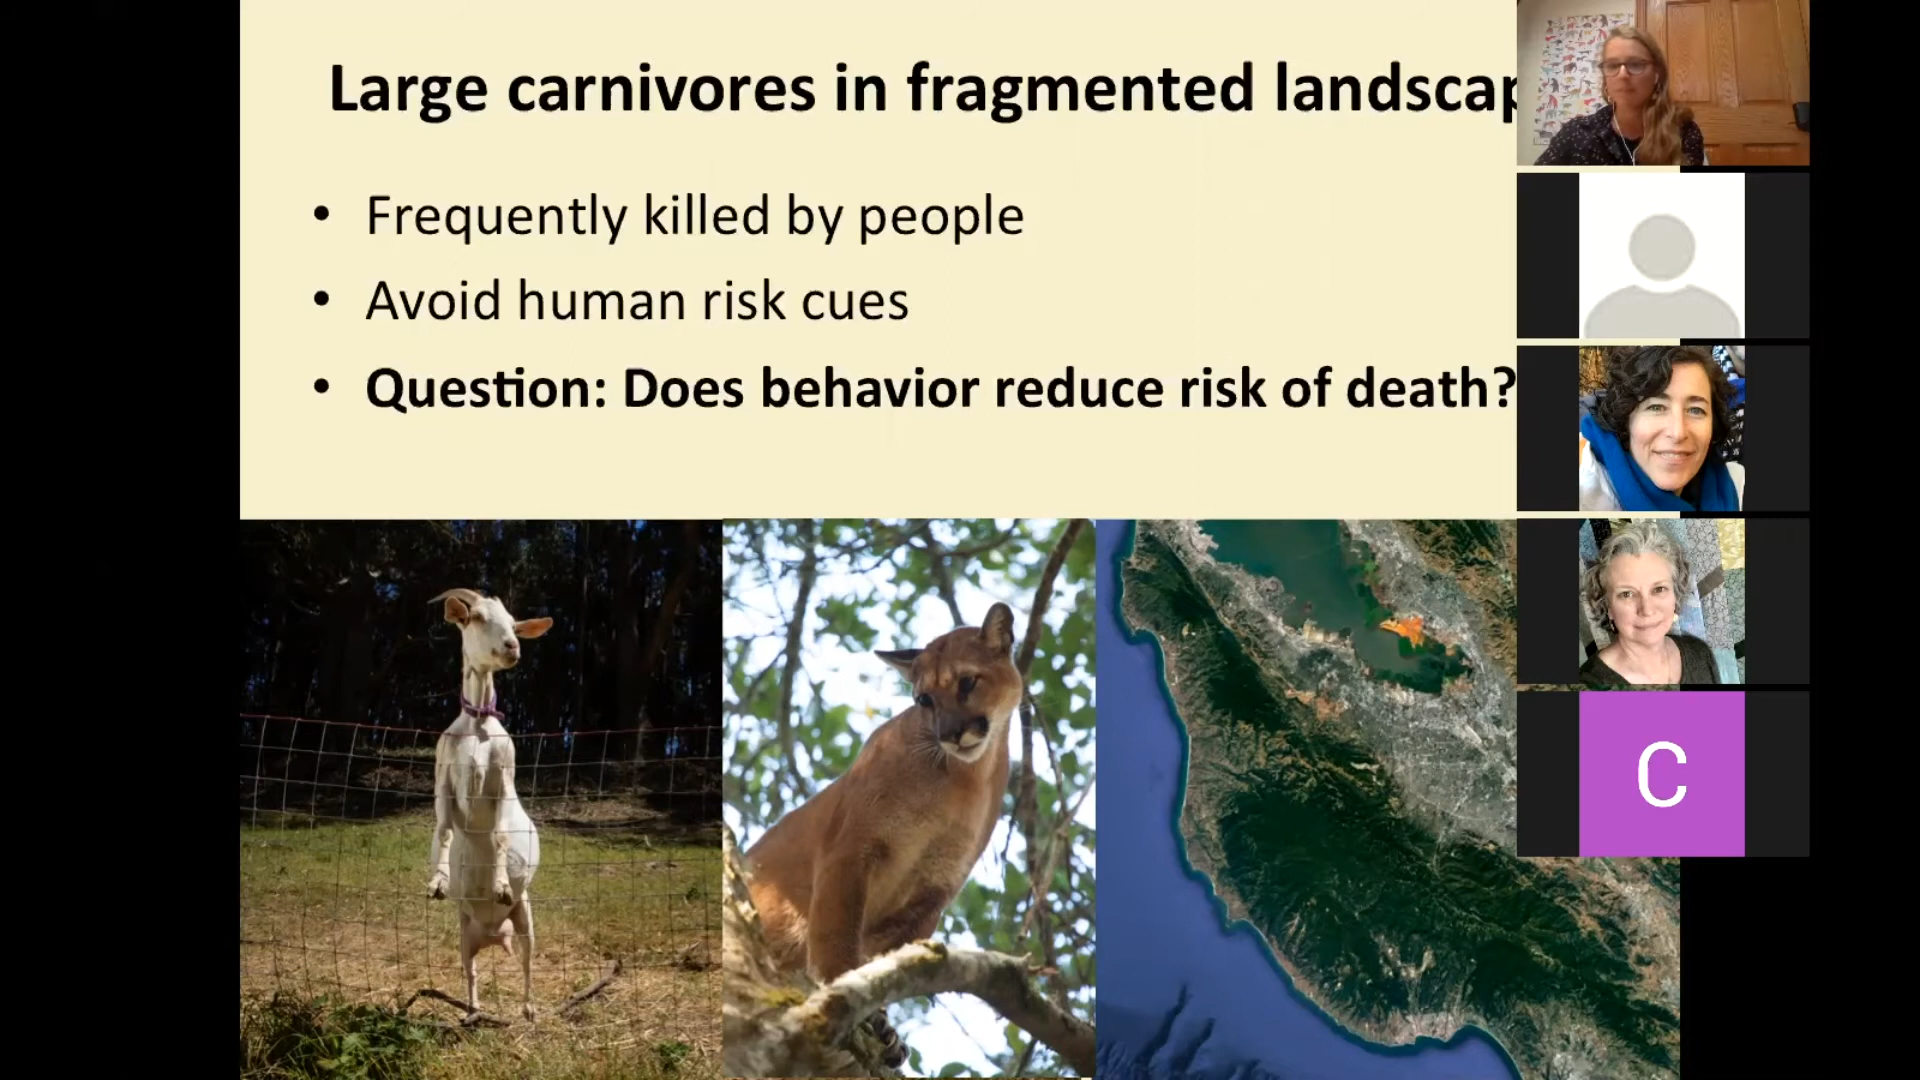 Large carnivores in fragmented landscap
• Frequently killed by people
• Avoid human risk cues
• Question: Does behavior reduce risk of death?
C